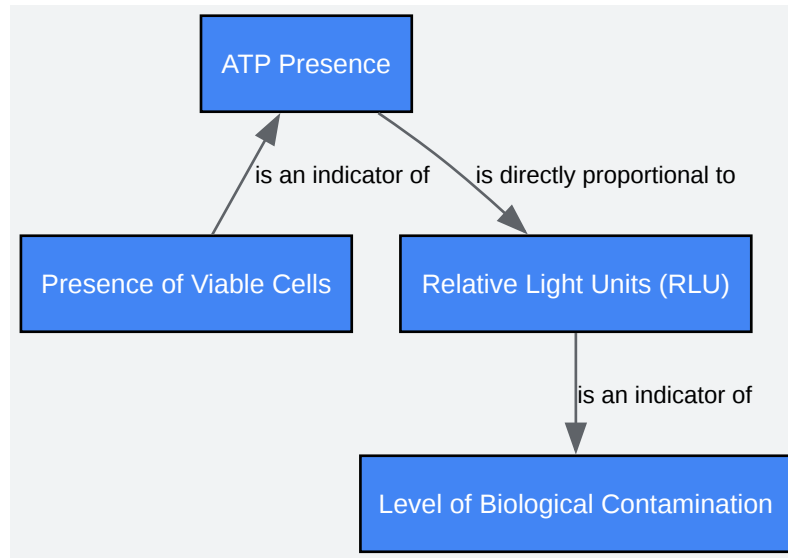 ATP Presence
is an indicator of
is directly proportional to
Presence of Viable Cells
Relative Light Units (RLU)
is an indicator of
Level of Biological Contamination